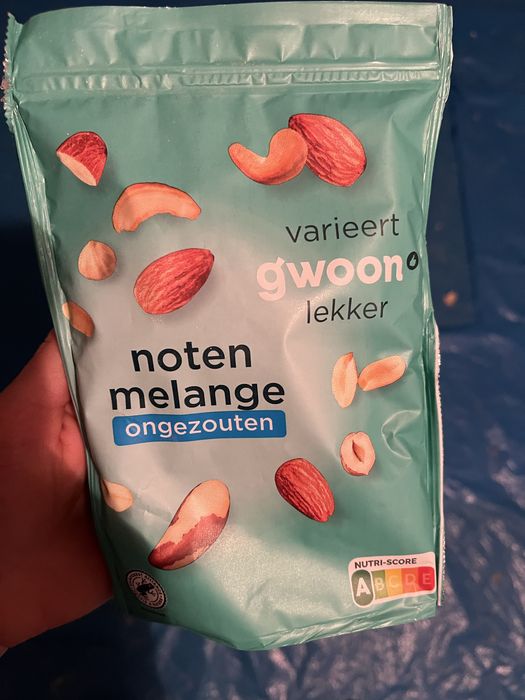 varieert
gwoon
lekker
noten
melange
ongezouten
NUTRI-SCORE
A B C D E